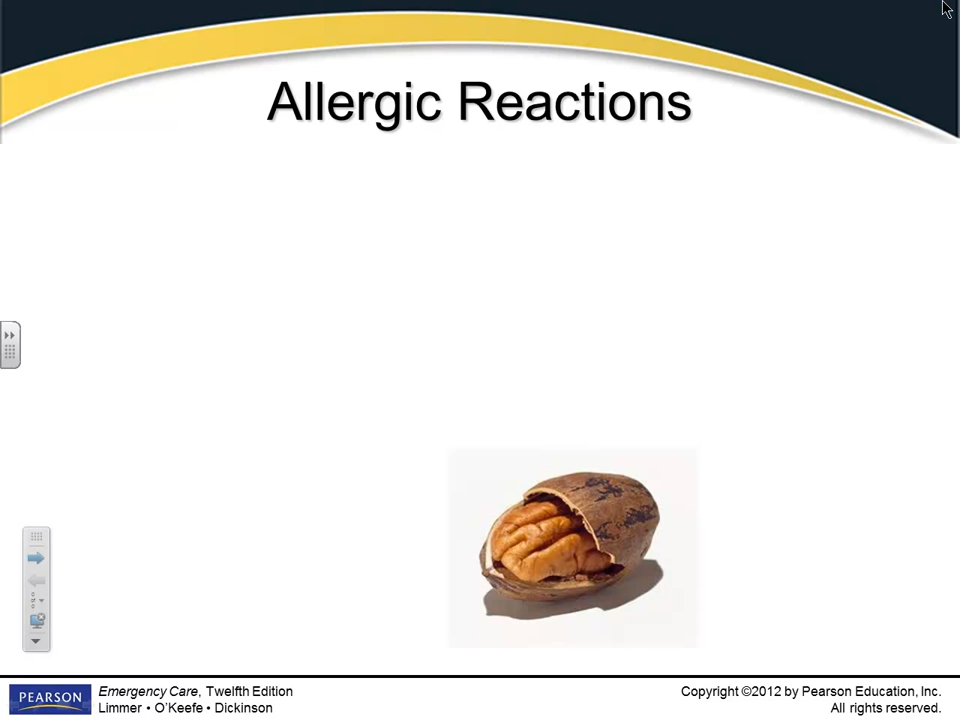 Allergic Reactions
PEARSON
Emergency Care, Twelfth Edition
Limmer • O'Keefe • Dickinson
Copyright ©2012 by Pearson Education, Inc.
All rights reserved.